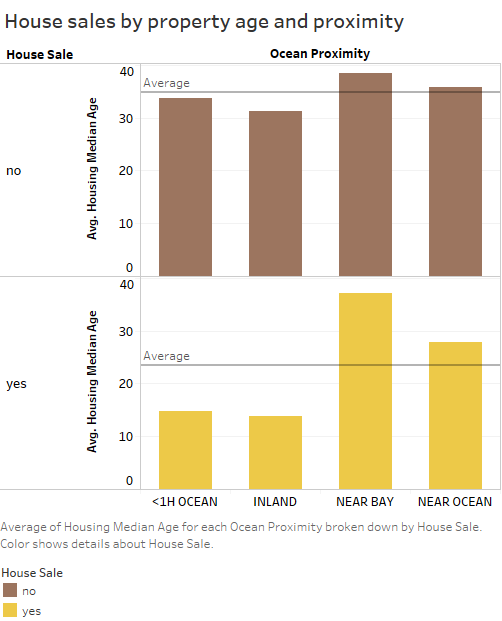 House sales by property age and proximity
House Sale
Ocean Proximity
no
Avg. Housing Median Age
40
30
20
10
0
Average
yes
Avg. Housing Median Age
40
30
20
10
0
Average
<1H OCEAN INLAND NEAR BAY NEAR OCEAN
Average of Housing Median Age for each Ocean Proximity broken down by House Sale.
Color shows details about House Sale.
House Sale
no
yes